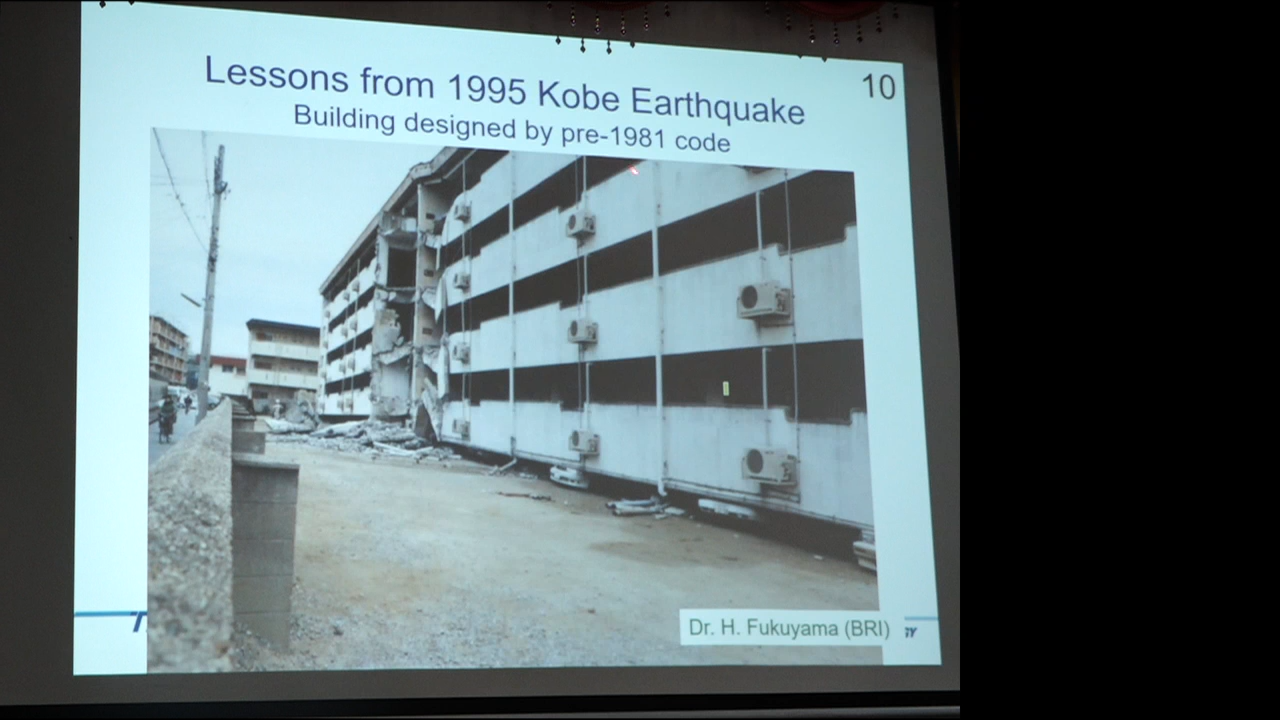 Lessons from 1995 Kobe Earthquake
10
Building designed by pre-1981 code
Dr. H. Fukuyama (BRI)